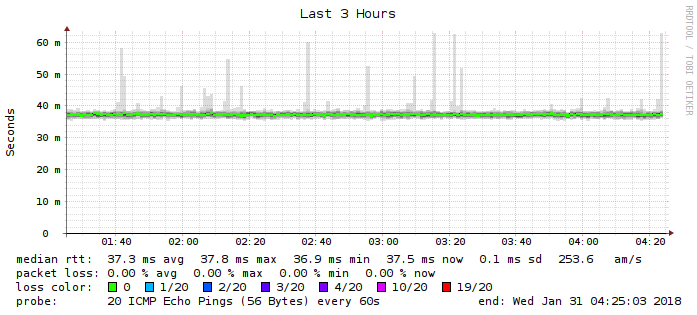 Last 3 Hours
RRDTOOL / TOBI OETIKER
Seconds
60 m
50 m
40 m
30 m
20 m
10 m
0
01:40 02:00 02:20 02:40 03:00 03:20 03:40 04:00 04:20
median rtt: 37.3 ms avg 37.8 ms max 36.9 ms min 37.5 ms now 0.1 ms sd 253.6 am/s
packet loss: 0.00 % avg 0.00 % max 0.00 % min 0.00 % now
loss color: 0 1/20 2/20 3/20 4/20 10/20 19/20
probe: 20 ICMP Echo Pings (56 Bytes) every 60s end: Wed Jan 31 04:25:03 2018